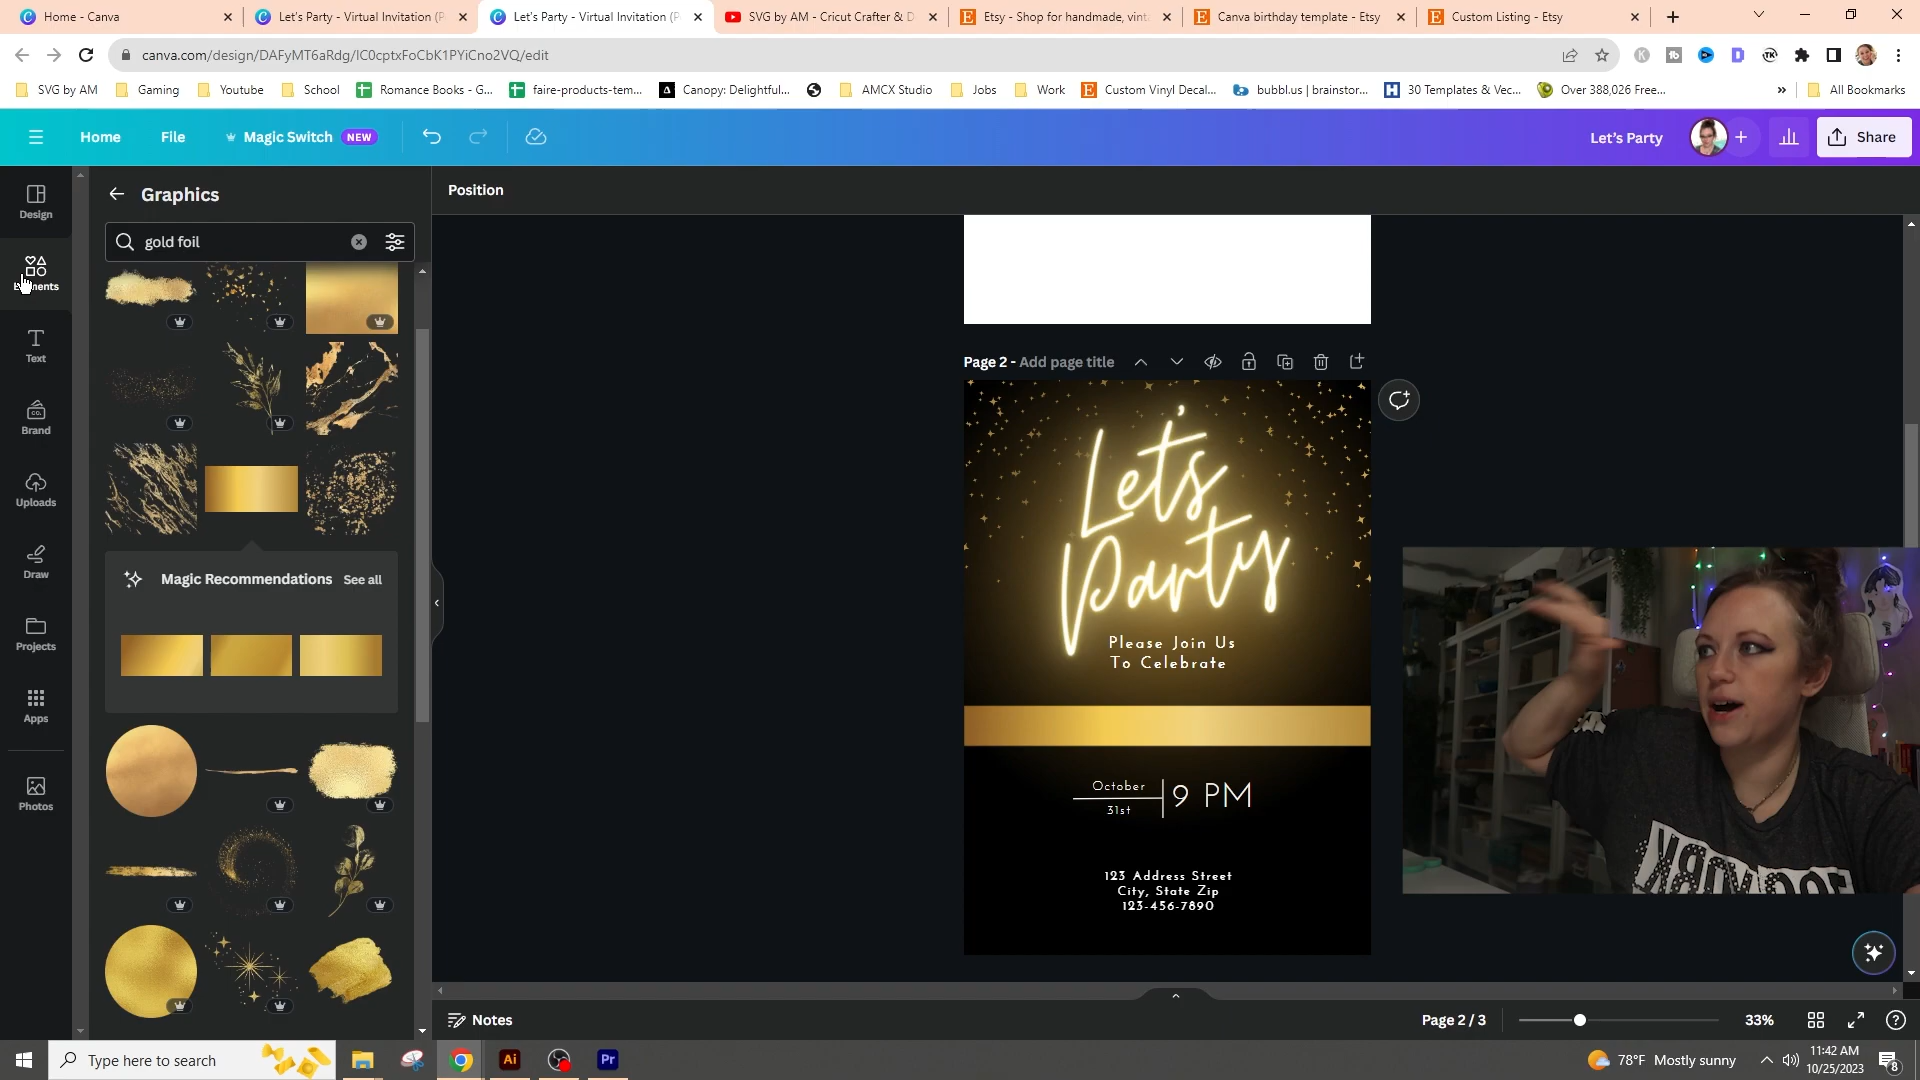 Home - Canva
Let's Party - Virtual Invitation (P
Let's Party - Virtual Invitation (P
SVG by AM - Cricut Crafter & D
Etsy - Shop for handmade, vint
Canva birthday template - Etsy
Custom Listing - Etsy
canva.com/design/DAFyMT6aRdg/IC0cptxFoCbK1PYiCno2VQ/edit
SVG by AM
Gaming
Youtube
School
Romance Books - G...
faire-products-tem...
Canopy: Delightful...
AMCX Studio
Jobs
Work
Custom Vinyl Decal...
bubbl.us | brainstor...
30 Templates & Vec...
Over 388,026 Free...
All Bookmarks
Home
File
Magic Switch NEW
Let's Party
Share
Design
Elements
Text
Brand
Uploads
Draw
Projects
Apps
Photos
Graphics
gold foil
Magic Recommendations See all
Position
Page 2 - Add page title
Let's
Party
Please Join Us
To Celebrate
October
31st
9 PM
123 Address Street
City, State Zip
123-456-7890
Notes
Page 2 / 3
33%
Type here to search
78°F Mostly sunny
11:42 AM
10/25/2023
8